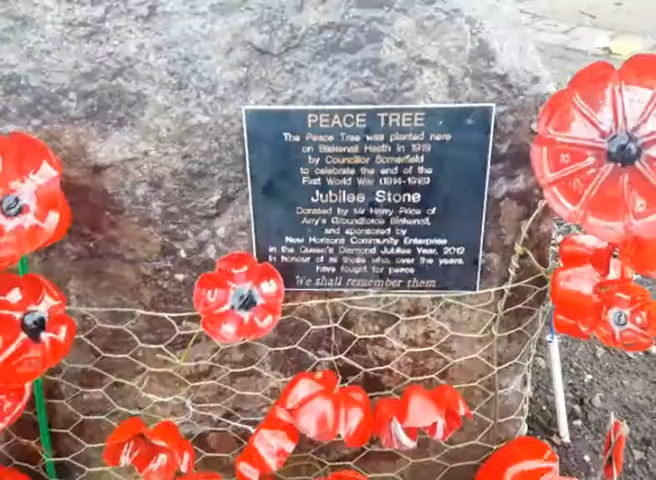 PEACE TREE
The Peace Tree was planted here
on Blakenall Heath in 1919
by Councillor Somerfield
to celebrate the end of the
First World War (1914-1918)
Jubilee Stone
Donated by Mr Harry Price of
Amy's Groundforce Blakenall,
and sponsored by
New Horizons Community Enterprise
in the Queen's Diamond Jubilee Year, 2012
In honour of all those who, over the years,
have fought for peace
We shall remember them